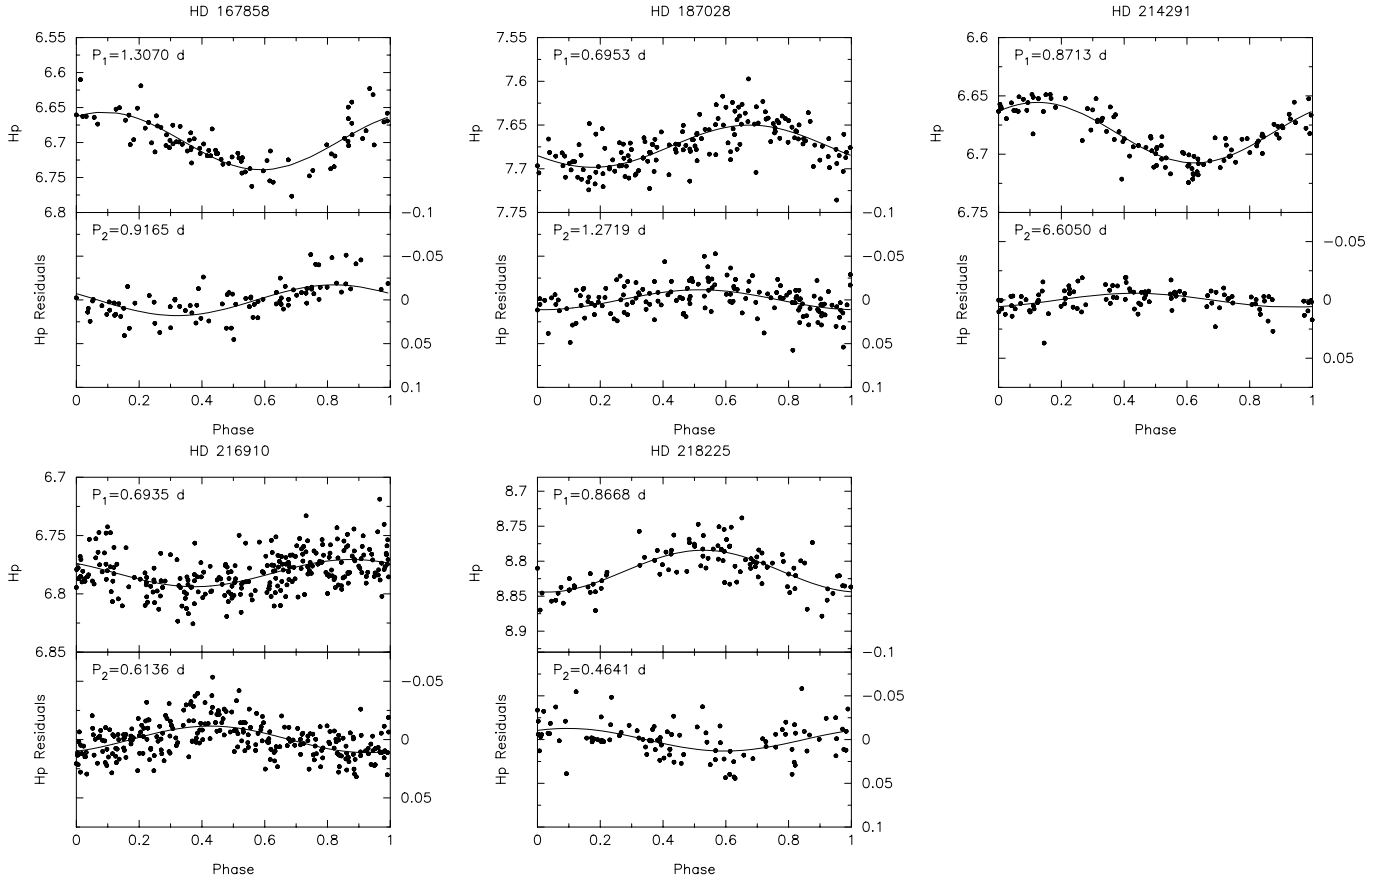 HD 167858
6.55
6.6
6.65
6.7
6.75
6.8
Hp
P1=1.3070 d
P2=0.9165 d
−0.1
−0.05
0
0.05
0.1
Hp Residuals
0 0.2 0.4 0.6 0.8 1
Phase
HD 187028
7.55
7.6
7.65
7.7
7.75
Hp
P1=0.6953 d
P2=1.2719 d
−0.1
−0.05
0
0.05
0.1
Hp Residuals
0 0.2 0.4 0.6 0.8 1
Phase
HD 214291
6.6
6.65
6.7
6.75
Hp
P1=0.8713 d
P2=6.6050 d
−0.05
0
0.05
Hp Residuals
0 0.2 0.4 0.6 0.8 1
Phase
HD 216910
6.7
6.75
6.8
6.85
Hp
P1=0.6935 d
P2=0.6136 d
−0.05
0
0.05
Hp Residuals
0 0.2 0.4 0.6 0.8 1
Phase
HD 218225
8.7
8.75
8.8
8.85
8.9
Hp
P1=0.8668 d
P2=0.4641 d
−0.1
−0.05
0
0.05
0.1
Hp Residuals
0 0.2 0.4 0.6 0.8 1
Phase